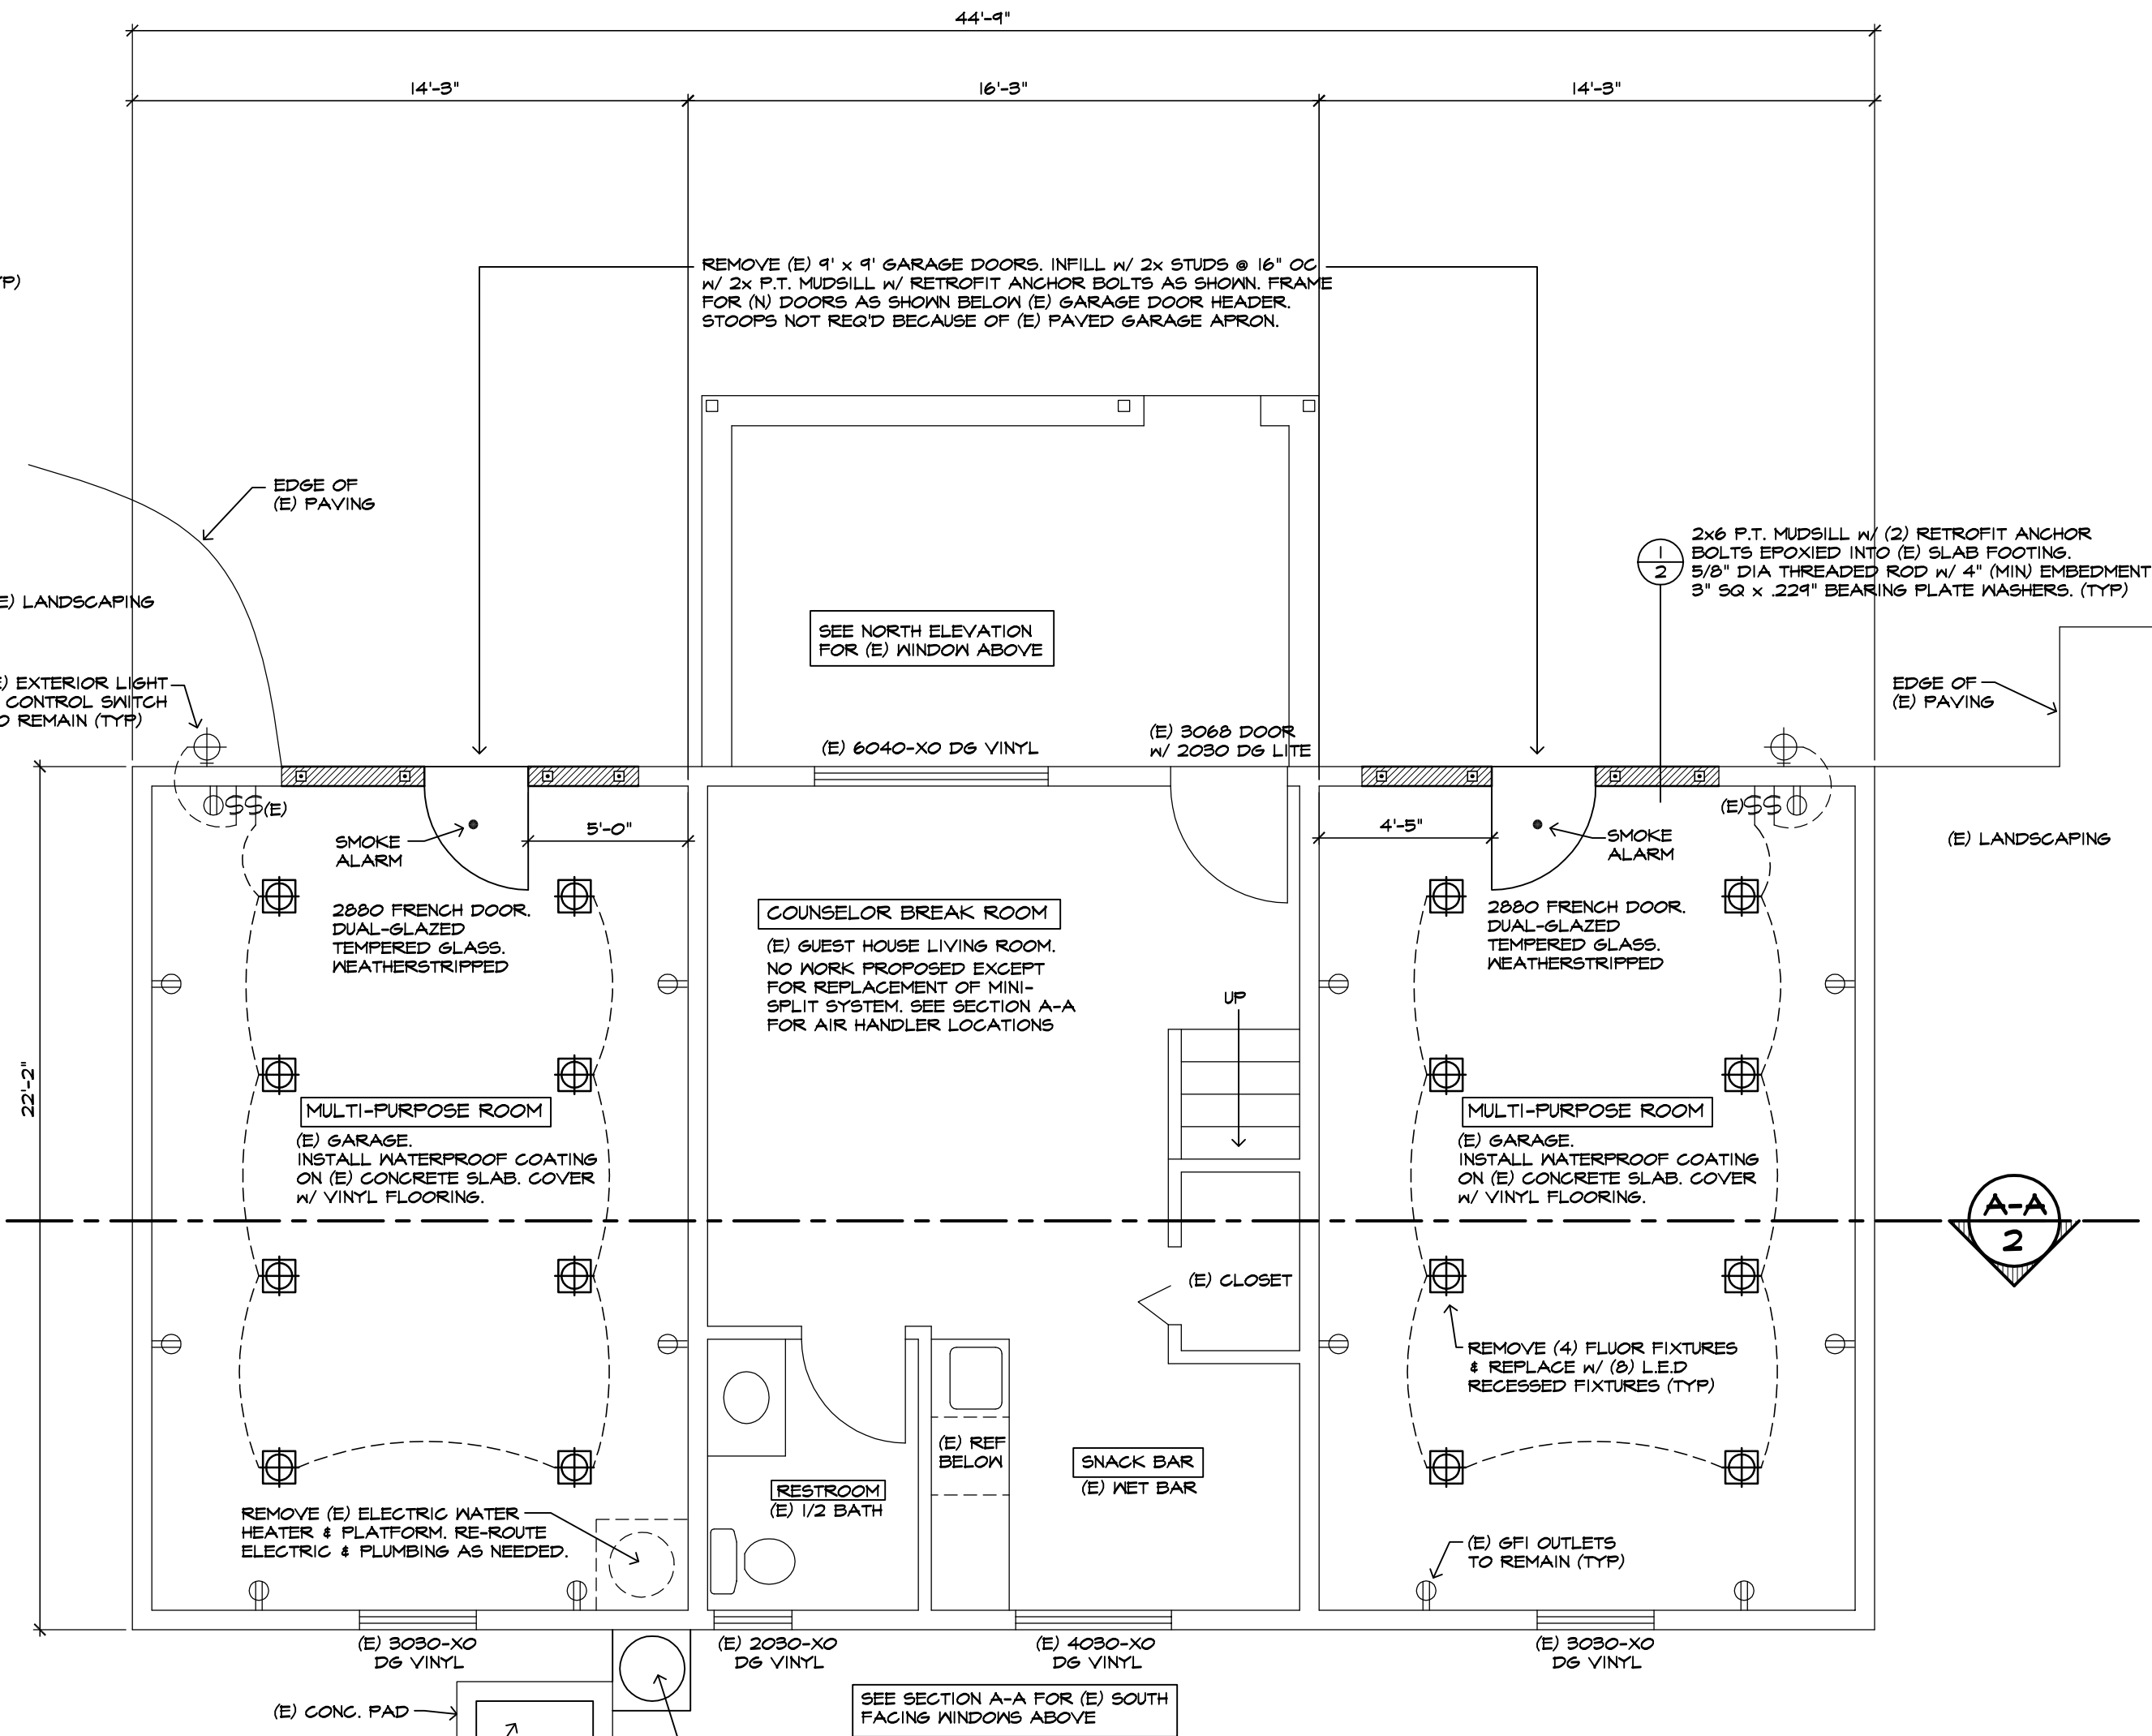 44'-9"
14'-3"
16'-3"
14'-3"
REMOVE (E) 9' x 9' GARAGE DOORS. INFILL w/ 2x STUDS @ 16" OC
w/ 2x P.T. MUDSILL w/ RETROFIT ANCHOR BOLTS AS SHOWN. FRAME
FOR (N) DOORS AS SHOWN BELOW (E) GARAGE DOOR HEADER.
STOOPS NOT REQ'D BECAUSE OF (E) PAVED GARAGE APRON.
YP)
EDGE OF
(E) PAVING
E) LANDSCAPING
E) EXTERIOR LIGHT
CONTROL SWITCH
O REMAIN (TYP)
SEE NORTH ELEVATION
FOR (E) WINDOW ABOVE
1
2
2x6 P.T. MUDSILL w/ (2) RETROFIT ANCHOR
BOLTS EPOXIED INTO (E) SLAB FOOTING.
5/8" DIA THREADED ROD w/ 4" (MIN) EMBEDMENT
3" SQ x .229" BEARING PLATE WASHERS. (TYP)
EDGE OF
(E) PAVING
(E) 6040-XO DG VINYL
(E) 3068 DOOR
w/ 2030 DG LITE
SS(E)
(E)SS
SMOKE
ALARM
5'-0"
4'-5"
SMOKE
ALARM
(E) LANDSCAPING
2880 FRENCH DOOR.
DUAL-GLAZED
TEMPERED GLASS.
WEATHERSTRIPPED
COUNSELOR BREAK ROOM
(E) GUEST HOUSE LIVING ROOM.
NO WORK PROPOSED EXCEPT
FOR REPLACEMENT OF MINI-
SPLIT SYSTEM. SEE SECTION A-A
FOR AIR HANDLER LOCATIONS
2880 FRENCH DOOR.
DUAL-GLAZED
TEMPERED GLASS.
WEATHERSTRIPPED
UP
22'-2"
MULTI-PURPOSE ROOM
(E) GARAGE.
INSTALL WATERPROOF COATING
ON (E) CONCRETE SLAB. COVER
w/ VINYL FLOORING.
MULTI-PURPOSE ROOM
(E) GARAGE.
INSTALL WATERPROOF COATING
ON (E) CONCRETE SLAB. COVER
w/ VINYL FLOORING.
A-A
2
(E) CLOSET
REMOVE (4) FLUOR FIXTURES
& REPLACE w/ (8) L.E.D
RECESSED FIXTURES (TYP)
(E) REF
BELOW
SNACK BAR
(E) WET BAR
RESTROOM
(E) 1/2 BATH
REMOVE (E) ELECTRIC WATER
HEATER & PLATFORM. RE-ROUTE
ELECTRIC & PLUMBING AS NEEDED.
(E) GFI OUTLETS
TO REMAIN (TYP)
(E) 3030-XO
DG VINYL
(E) 2030-XO
DG VINYL
(E) 4030-XO
DG VINYL
(E) 3030-XO
DG VINYL
(E) CONC. PAD
SEE SECTION A-A FOR (E) SOUTH
FACING WINDOWS ABOVE